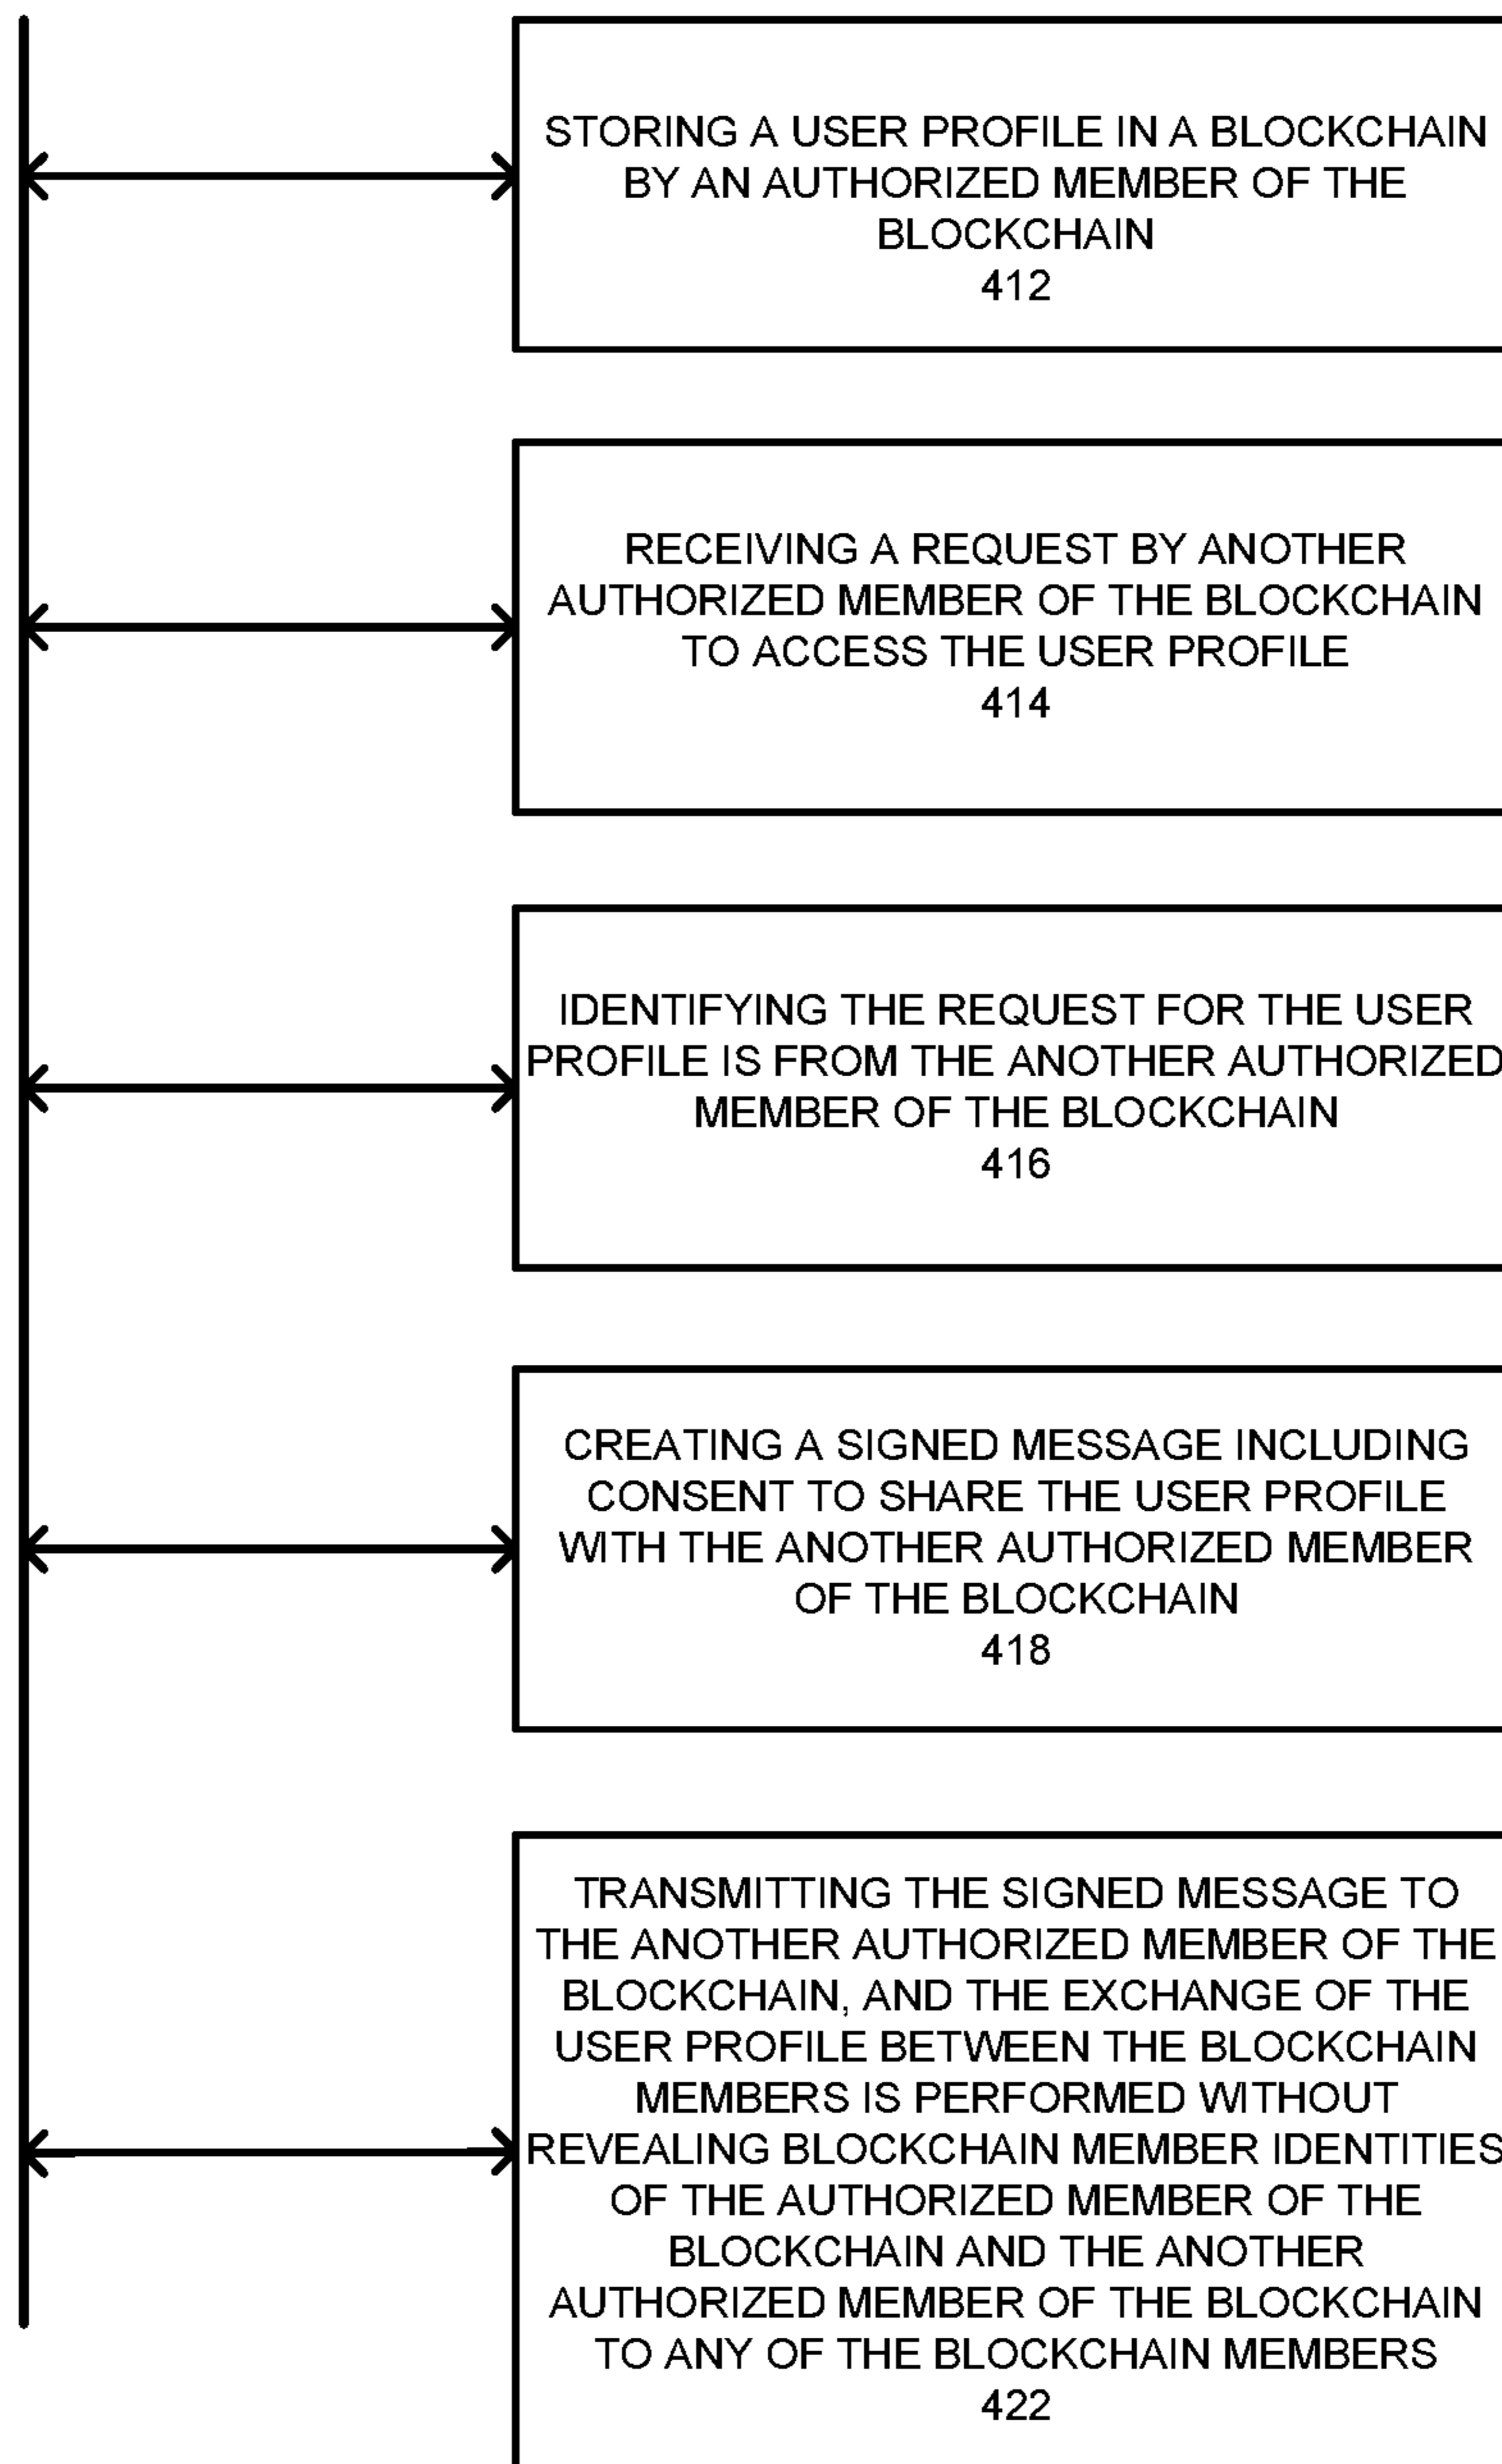 STORING A USER PROFILE IN A BLOCKCHAIN
BY AN AUTHORIZED MEMBER OF THE
BLOCKCHAIN
412
RECEIVING A REQUEST BY ANOTHER
AUTHORIZED MEMBER OF THE BLOCKCHAIN
TO ACCESS THE USER PROFILE
414
IDENTIFYING THE REQUEST FOR THE USER
PROFILE IS FROM THE ANOTHER AUTHORIZED
MEMBER OF THE BLOCKCHAIN
416
CREATING A SIGNED MESSAGE INCLUDING
CONSENT TO SHARE THE USER PROFILE
WITH THE ANOTHER AUTHORIZED MEMBER
OF THE BLOCKCHAIN
418
TRANSMITTING THE SIGNED MESSAGE TO
THE ANOTHER AUTHORIZED MEMBER OF THE
BLOCKCHAIN, AND THE EXCHANGE OF THE
USER PROFILE BETWEEN THE BLOCKCHAIN
MEMBERS IS PERFORMED WITHOUT
REVEALING BLOCKCHAIN MEMBER IDENTITIES
OF THE AUTHORIZED MEMBER OF THE
BLOCKCHAIN AND THE ANOTHER
AUTHORIZED MEMBER OF THE BLOCKCHAIN
TO ANY OF THE BLOCKCHAIN MEMBERS
422